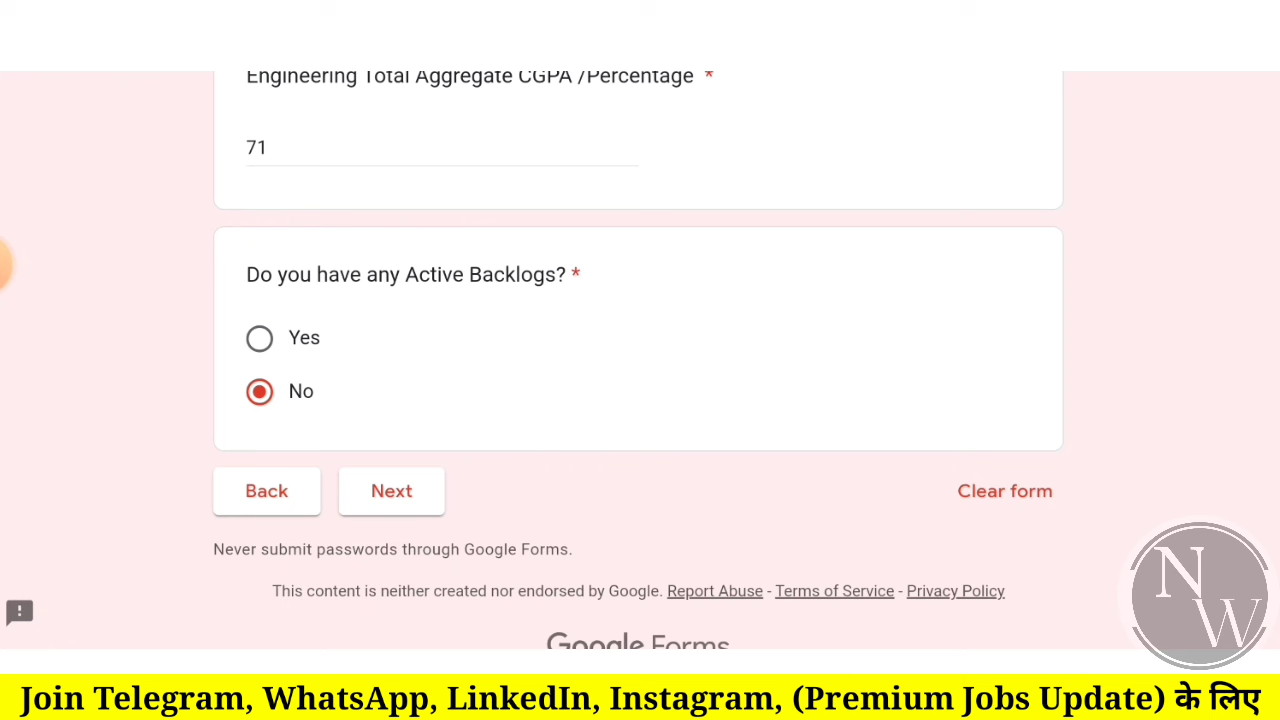 Engineering Total Aggregate CGPA /Percentage *
71
Do you have any Active Backlogs? *
Yes
No
Back Next Clear form
Never submit passwords through Google Forms.
This content is neither created nor endorsed by Google. Report Abuse - Terms of Service - Privacy Policy
Google Forms
NW
Join Telegram, WhatsApp, LinkedIn, Instagram, (Premium Jobs Update) के लिए